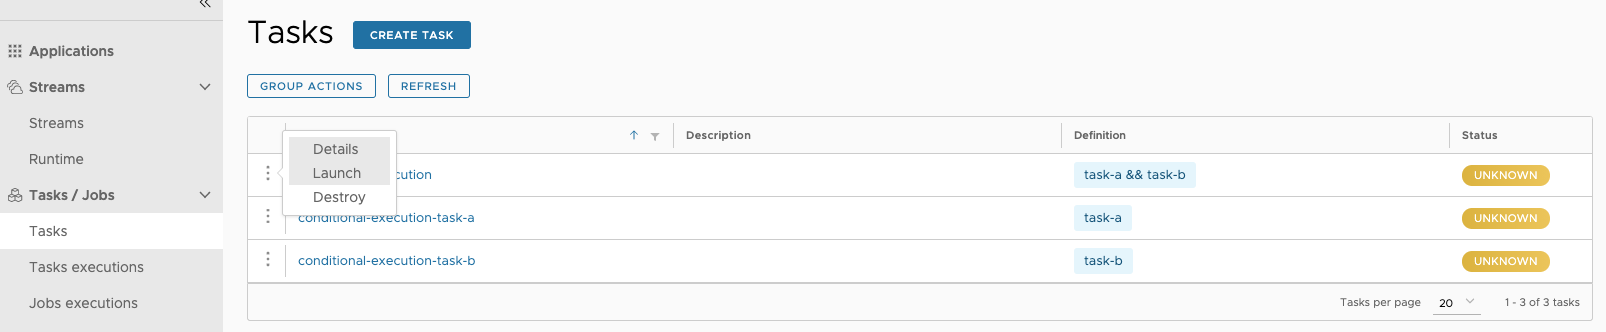 Applications
Streams
Streams
Runtime
Tasks / Jobs
Tasks
Tasks executions
Jobs executions
Tasks CREATE TASK
GROUP ACTIONS REFRESH
Description Definition Status
Details
Launch
Destroy
cution task-a && task-b UNKNOWN
conditional-execution-task-a task-a UNKNOWN
conditional-execution-task-b task-b UNKNOWN
Tasks per page 20 1 - 3 of 3 tasks